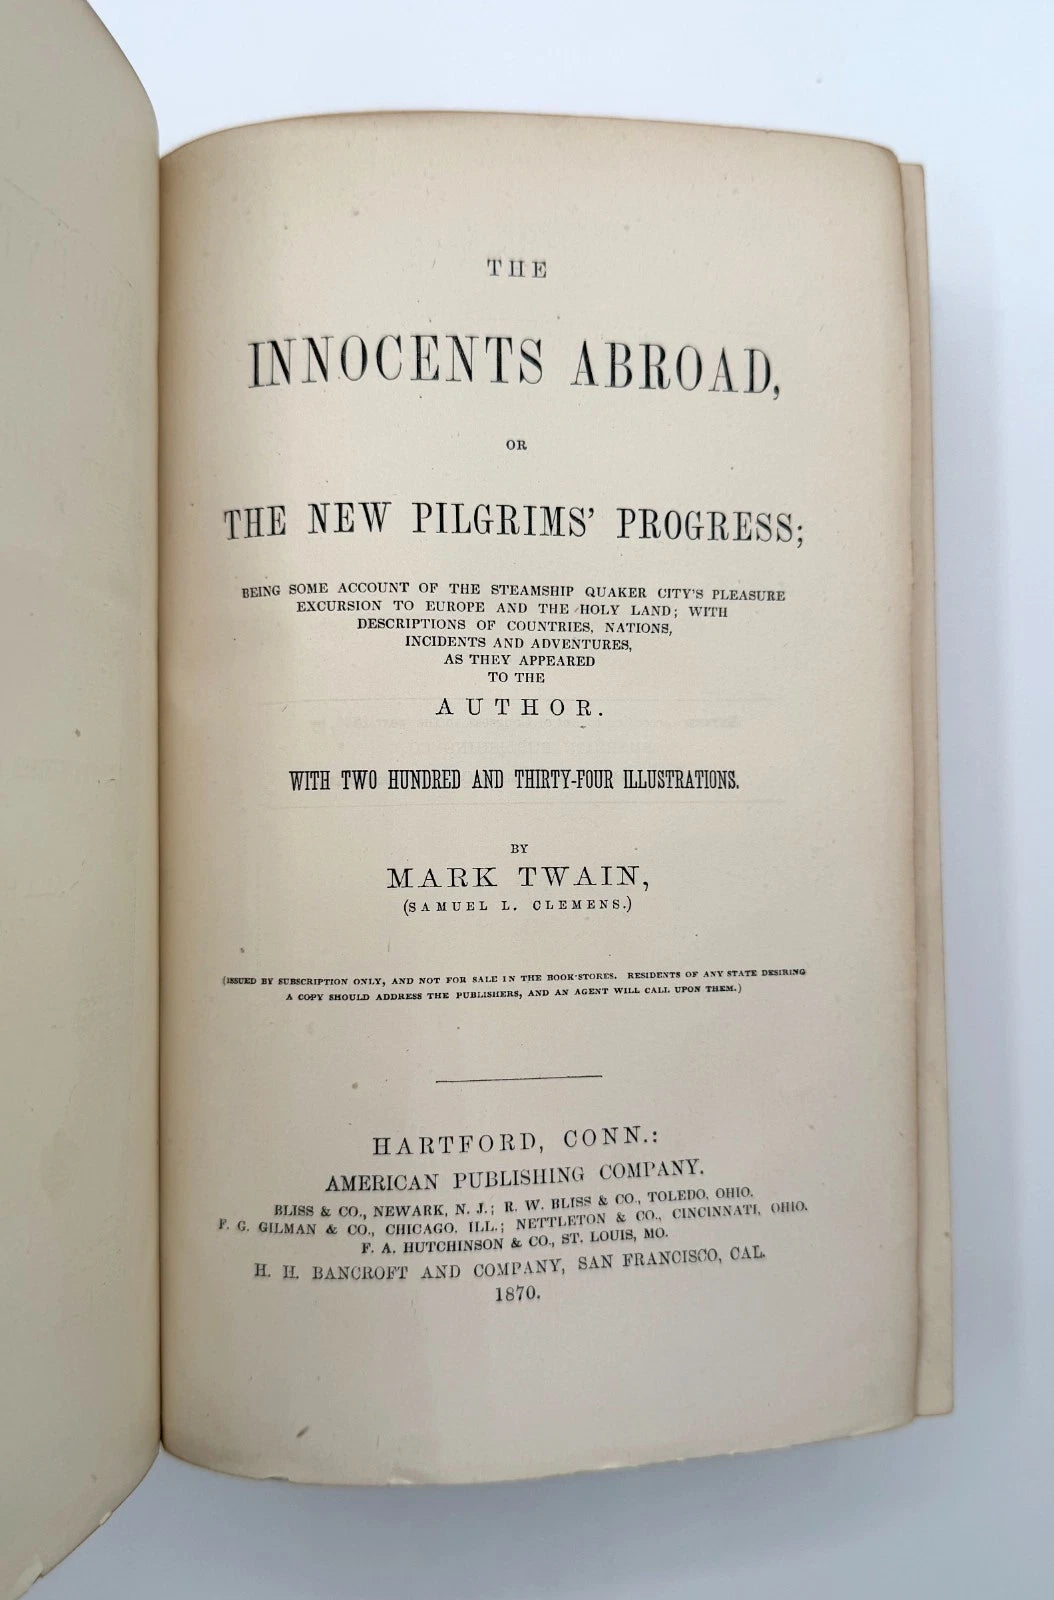 THE
INNOCENTS ABROAD,
OR
THE NEW PILGRIMS' PROGRESS;
BEING SOME ACCOUNT OF THE STEAMSHIP QUAKER CITY'S PLEASURE
EXCURSION TO EUROPE AND THE HOLY LAND; WITH
DESCRIPTIONS OF COUNTRIES, NATIONS,
INCIDENTS AND ADVENTURES,
AS THEY APPEARED
TO THE
AUTHOR.
WITH TWO HUNDRED AND THIRTY-FOUR ILLUSTRATIONS.
BY
MARK TWAIN,
(SAMUEL L. CLEMENS.)
(ISSUED BY SUBSCRIPTION ONLY, AND NOT FOR SALE IN THE BOOK-STORES. RESIDENTS OF ANY STATE DESIRING
A COPY SHOULD ADDRESS THE PUBLISHERS, AND AN AGENT WILL CALL UPON THEM.)
HARTFORD, CONN.:
AMERICAN PUBLISHING COMPANY.
BLISS & CO., NEWARK, N. J.; R. W. BLISS & CO., TOLEDO, OHIO.
F. G. GILMAN & CO., CHICAGO, ILL.; NETTLETON & CO., CINCINNATI, OHIO.
F. A. HUTCHINSON & CO., ST. LOUIS, MO.
H. H. BANCROFT AND COMPANY, SAN FRANCISCO, CAL.
1870.